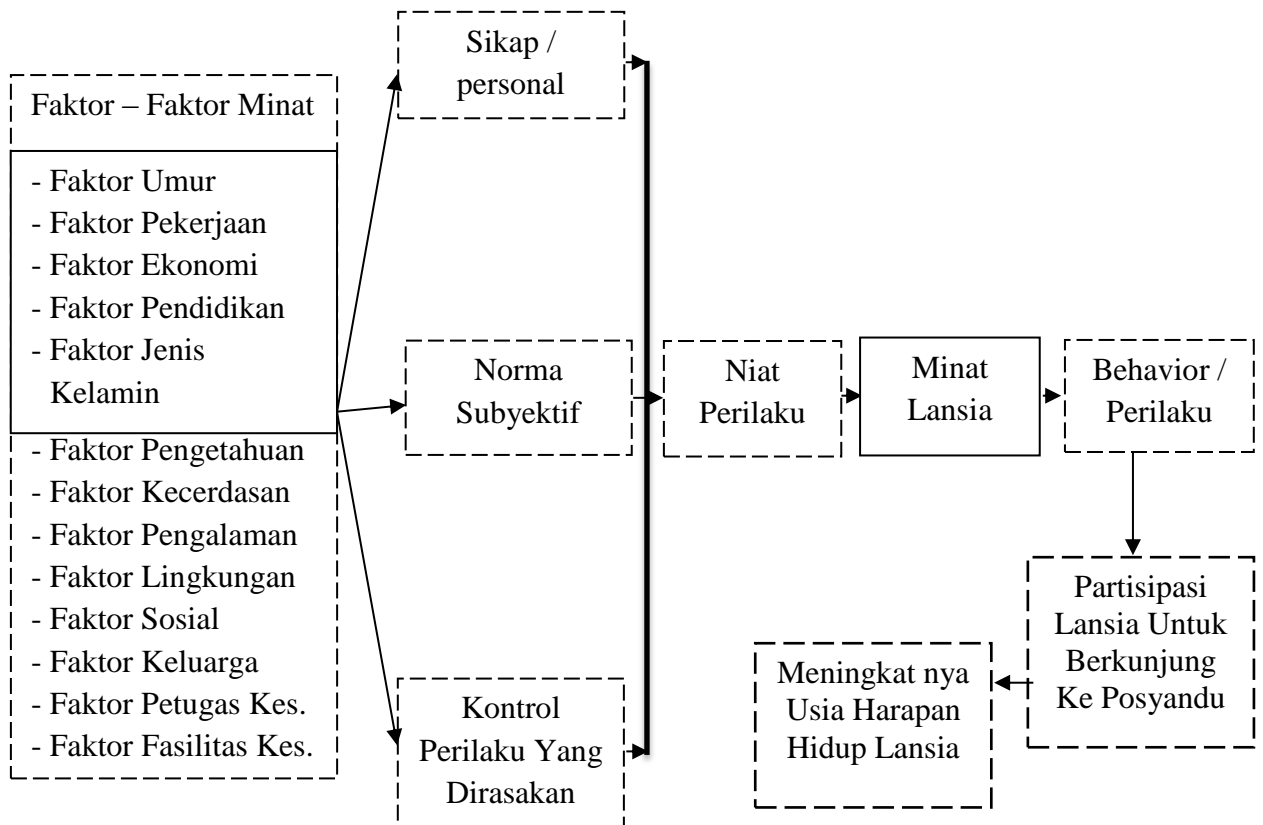 Faktor – Faktor Minat
- Faktor Umur
- Faktor Pekerjaan
- Faktor Ekonomi
- Faktor Pendidikan
- Faktor Jenis
Kelamin
- Faktor Pengetahuan
- Faktor Kecerdasan
- Faktor Pengalaman
- Faktor Lingkungan
- Faktor Sosial
- Faktor Keluarga
- Faktor Petugas Kes.
- Faktor Fasilitas Kes.
Sikap /
personal
Norma
Subyektif
Kontrol
Perilaku Yang
Dirasakan
Niat
Perilaku
Minat
Lansia
Behavior /
Perilaku
Partisipasi
Lansia Untuk
Berkunjung
Ke Posyandu
Meningkat nya
Usia Harapan
Hidup Lansia